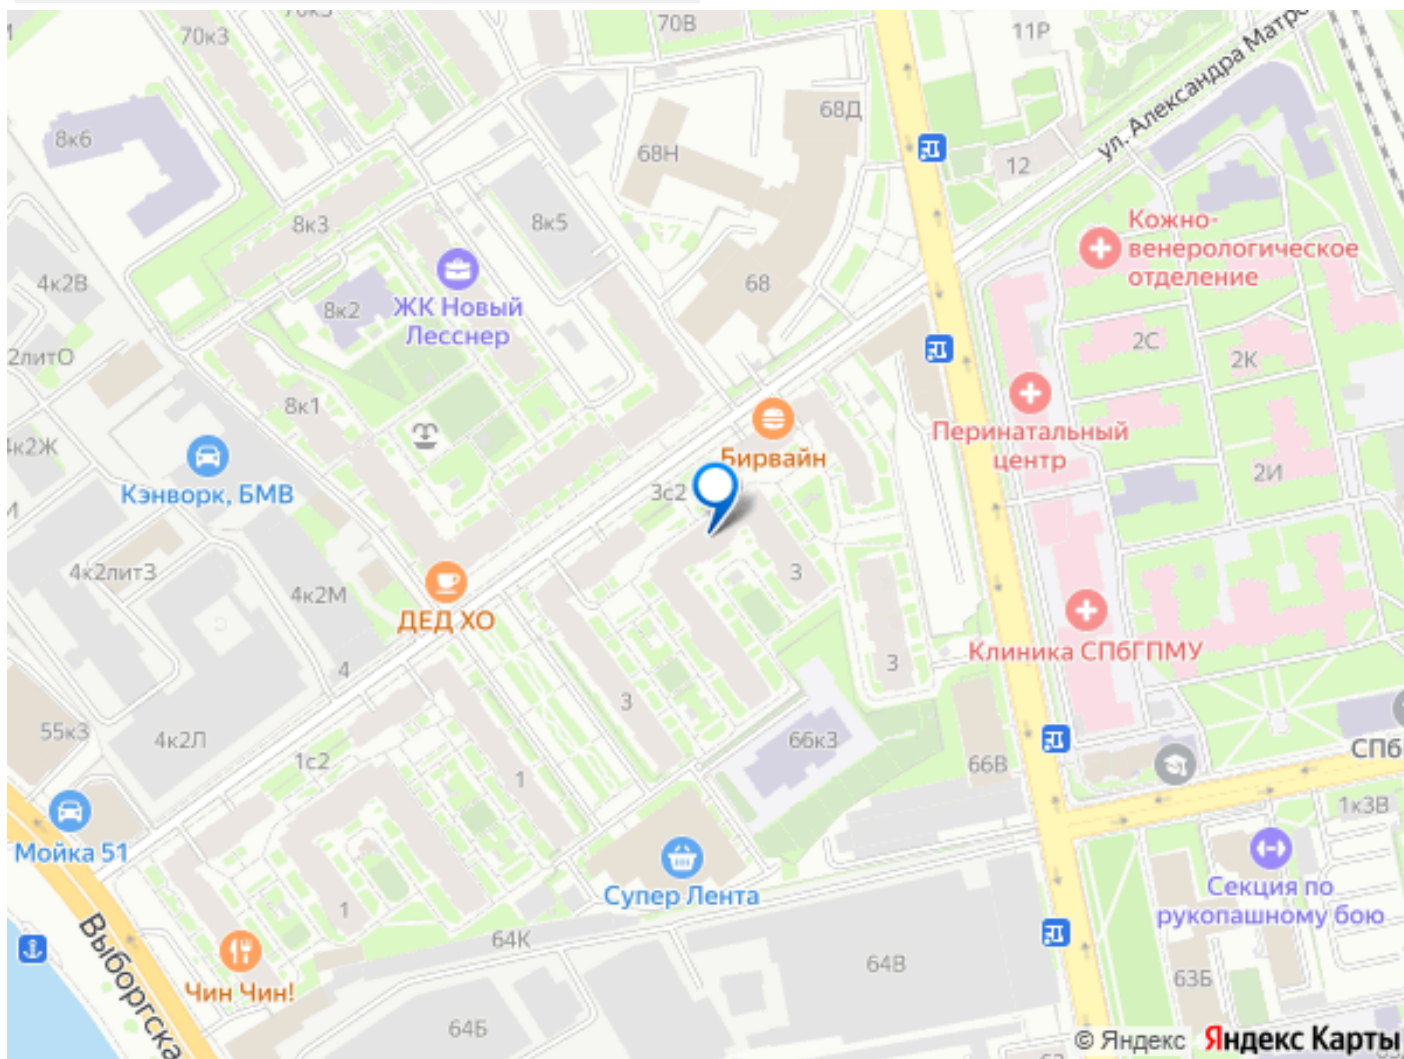 70к3
70В
11Р
ул. Александра Матро
8к6
68Д
68Н
12
8к3
8к5
Кожно-
венерологическое
отделение
4к2В
68
8к2
ЖК Новый
Лесснер
2С
2К
2литО
8к1
Перинатальный
центр
4к2Ж
Бирвайн
2И
Кэнворк, БМВ
3с2
4к2лит3
4к2М
3
ДЕД ХО
Клиника СПбГПМУ
4
3
3
55к3
4к2Л
66к3
СПб
1с2
1
66В
1к3В
Мойка 51
Супер Лента
Секция по
рукопашному бою
1
64К
Выборгска
64В
63Б
Чин Чин!
64Б
© Яндекс Яндекс Карты